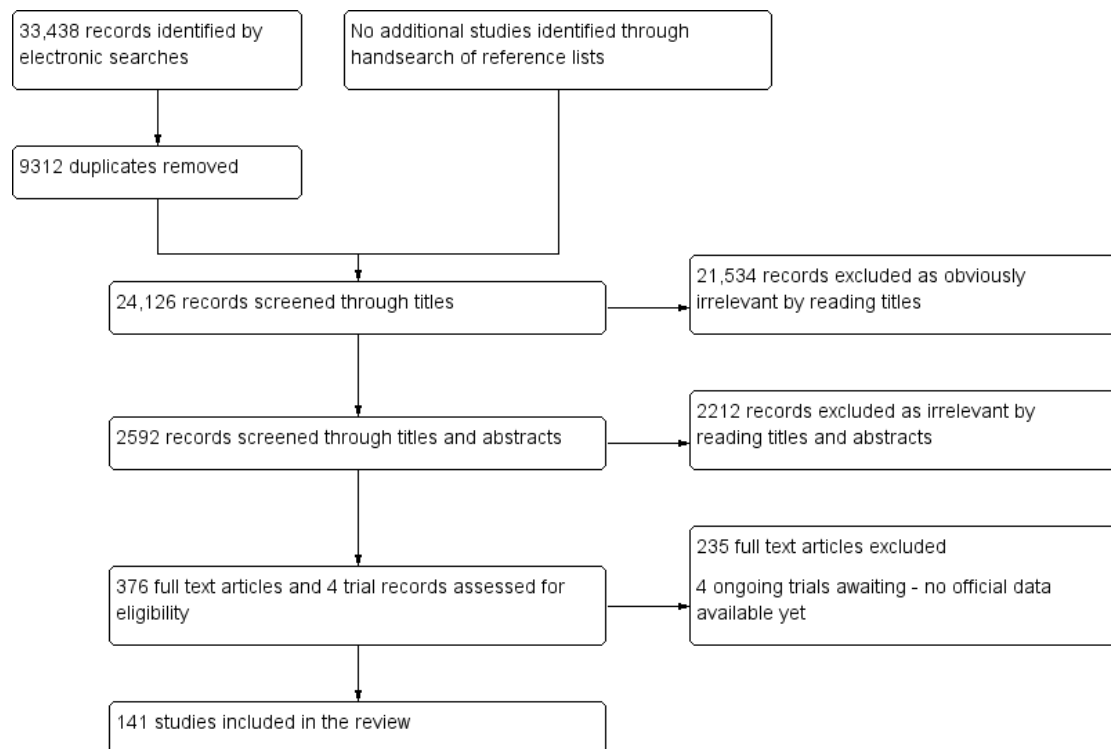 33,438 records identified by
electronic searches
No additional studies identified through
handsearch of reference lists
9312 duplicates removed
24,126 records screened through titles
21,534 records excluded as obviously
irrelevant by reading titles
2592 records screened through titles and abstracts
2212 records excluded as irrelevant by
reading titles and abstracts
376 full text articles and 4 trial records assessed for
eligibility
235 full text articles excluded
4 ongoing trials awaiting - no official data
available yet
141 studies included in the review